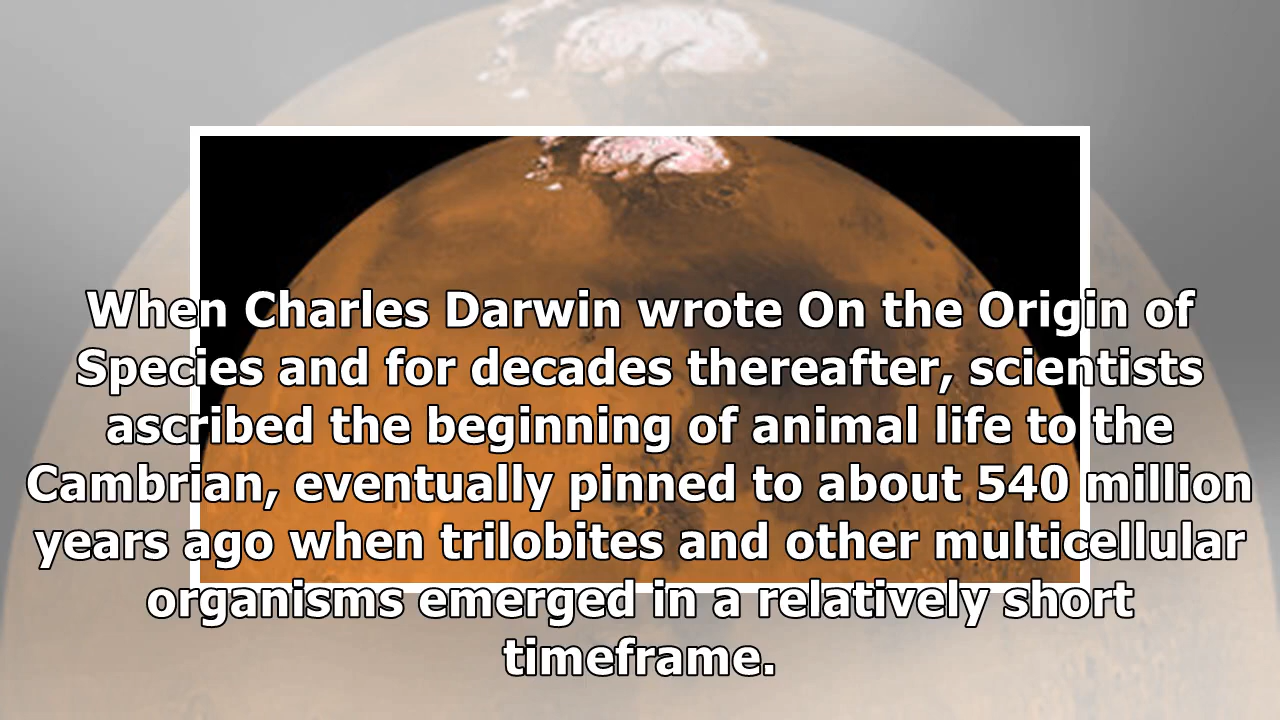 When Charles Darwin wrote On the Origin of
Species and for decades thereafter, scientists
ascribed the beginning of animal life to the
Cambrian, eventually pinned to about 540 million
years ago when trilobites and other multicellular
organisms emerged in a relatively short
timeframe.